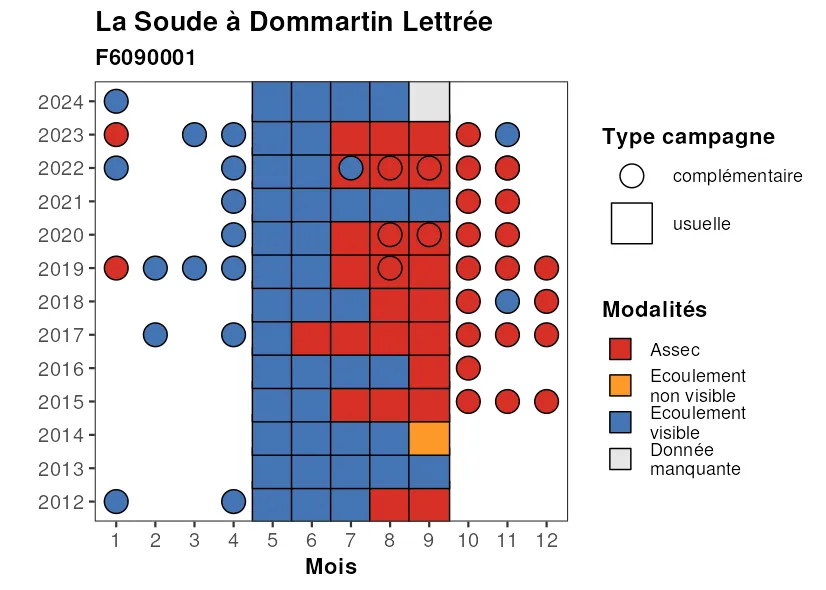 La Soude à Dommartin Lettrée
F6090001
2024
2023
2022
2021
2020
2019
2018
2017
2016
2015
2014
2013
2012
1 2 3 4 5 6 7 8 9 10 11 12
Mois
Type campagne
complémentaire
usuelle
Modalités
Assec
Ecoulement
non visible
Ecoulement
visible
Donnée
manquante